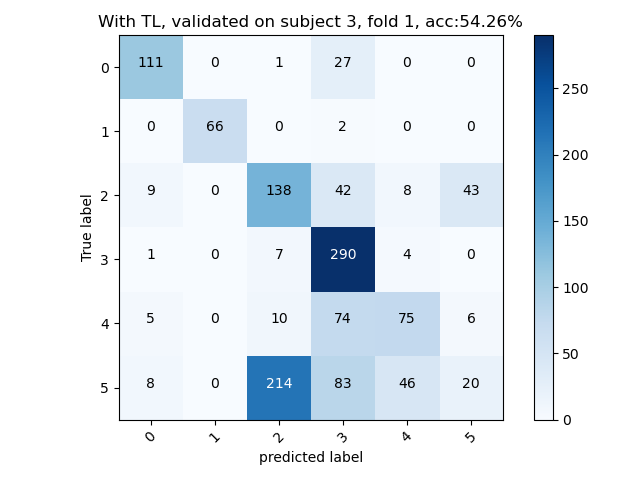 With TL, validated on subject 3, fold 1, acc:54.26%
0 111 0 1 27 0 0
1 0 66 0 2 0 0
2 9 0 138 42 8 43
3 1 0 7 290 4 0
4 5 0 10 74 75 6
5 8 0 214 83 46 20
0 1 2 3 4 5
True label
predicted label
250
200
150
100
50
0